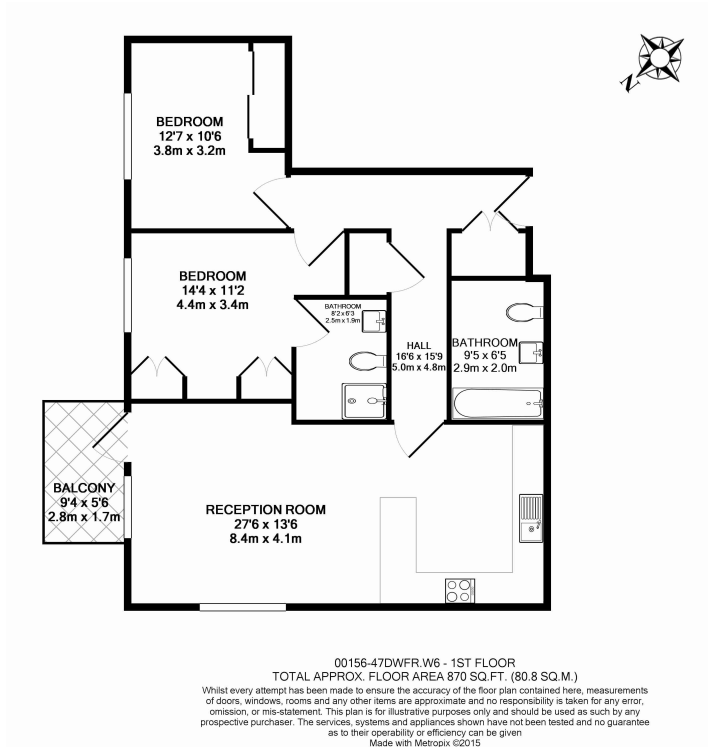 N
BEDROOM
12'7 x 10'6
3.8m x 3.2m
BEDROOM
14'4 x 11'2
4.4m x 3.4m
BATHROOM
8'2 x 6'3
2.5m x 1.9m
HALL
16'6 x 15'9
5.0m x 4.8m
BATHROOM
9'5 x 6'5
2.9m x 2.0m
BALCONY
9'4 x 5'6
2.8m x 1.7m
RECEPTION ROOM
27'6 x 13'6
8.4m x 4.1m
00156-47DWFR.W6 - 1ST FLOOR
TOTAL APPROX. FLOOR AREA 870 SQ.FT. (80.8 SQ.M.)
Whilst every attempt has been made to ensure the accuracy of the floor plan contained here, measurements
of doors, windows, rooms and any other items are approximate and no responsibility is taken for any error,
omission, or mis-statement. This plan is for illustrative purposes only and should be used as such by any
prospective purchaser. The services, systems and appliances shown have not been tested and no guarantee
as to their operability or efficiency can be given
Made with Metropix ©2015